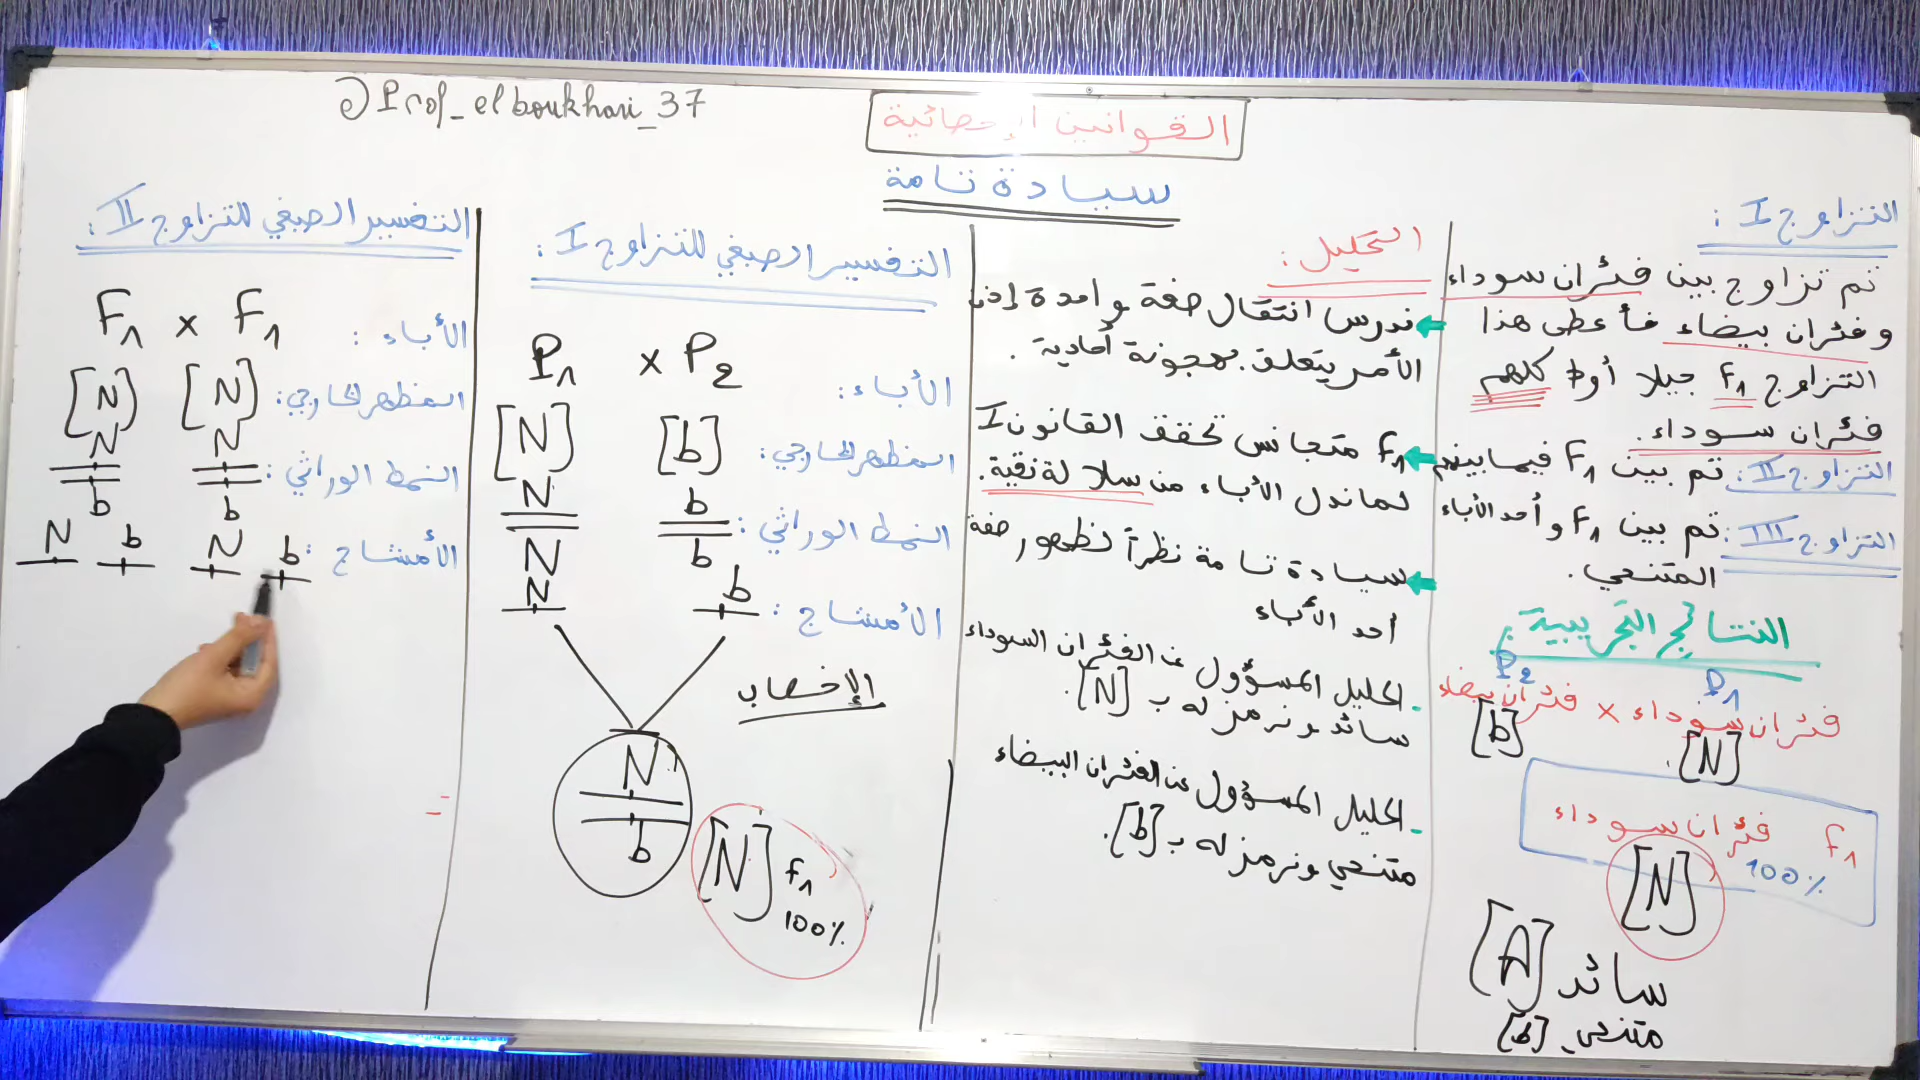 @Prof_elboukhari_37
القوانين الإحصائية
سيادة تامة
التزاوج I :
تم تزاوج بين فئران سوداء
وفئران بيضاء فأعطى هذا
التزاوج F1 جيلا أولا كلهم
فئران سوداء.
التزاوج II : تم بين F1 فيما بينهم
التزاوج III : تم بين F1 وأحد الأباء
المتنحي.
النتائج التجريبية :
P2 P1
فئران سوداء x فئران بيضاء
[N] [b]
F1 فئران سوداء
100%
[N]
سائد [A]
متنحي [b]
التحليل :
ندرس انتقال صفة واحدة إذن
الأمر يتعلق بهجونة أحادية .
F1 متجانس تحقق القانون I
لماندل الأباء من سلالة نقية.
سيادة تامة نظرأ لظهور صفة
أحد الأباء
- الحليل المسؤول عن الفئران السوداء
سائد ونرمز له ب [N].
- الحليل المسؤول عن الفئران البيضاء
متنحي ونرمز له ب [b].
التفسير الصبغي للتزاوج I :
الأباء : P1 x P2
المظهر الخارجي : [N] [b]
النمط الوراثي : N N b b
الأمشاج : N b
الإخصاب
N
b
[N] F1
100%
التفسير الصبغي للتزاوج II :
الأباء : F1 x F1
المظهر الخارجي : [N] [N]
النمط الوراثي : N b N b
الأمشاج : N b N b